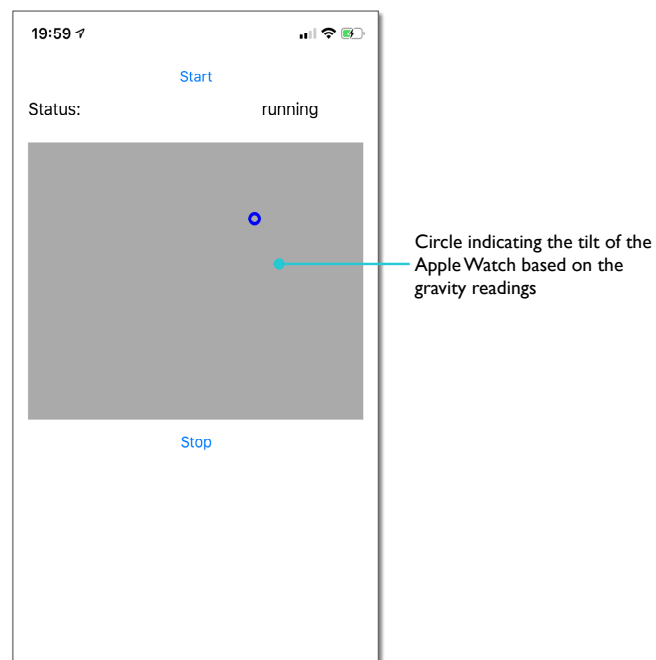 19:59
Start
Status: running
Circle indicating the tilt of the
Apple Watch based on the
gravity readings
Stop